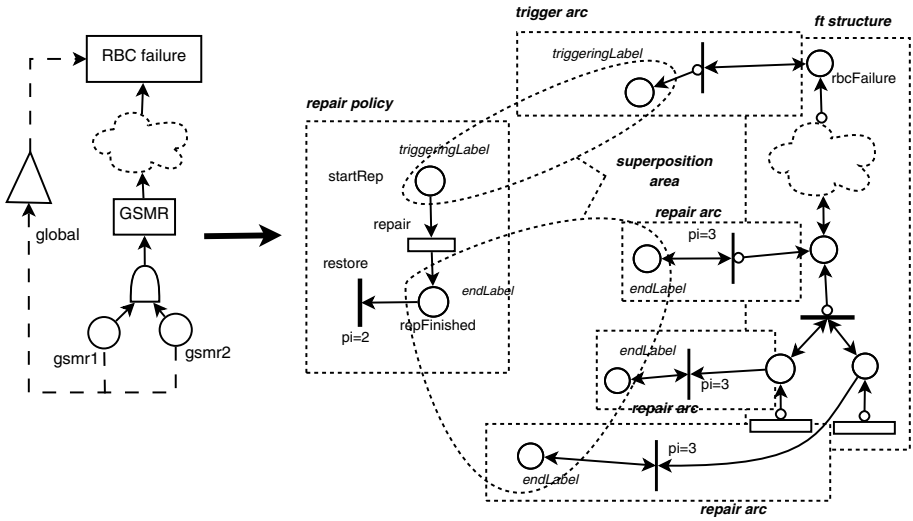 trigger arc
ft structure
RBC failure
triggeringLabel
rbcFailure
repair policy
triggeringLabel
startRep
superposition
area
GSMR
global
repair
repair arc
pi=3
restore
endLabel
endLabel
repFinished
pi=2
gsmr1
gsmr2
endLabel
pi=3
repair arc
pi=3
endLabel
repair arc